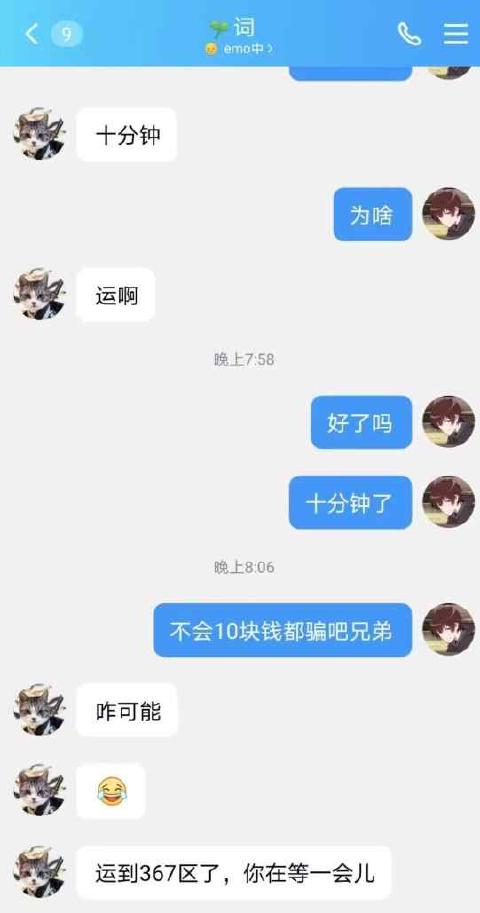 9
词
emo中
十分钟
为啥
运啊
晚上7:58
好了吗
十分钟了
晚上8:06
不会10块钱都骗吧兄弟
咋可能
运到367区了，你在等一会儿